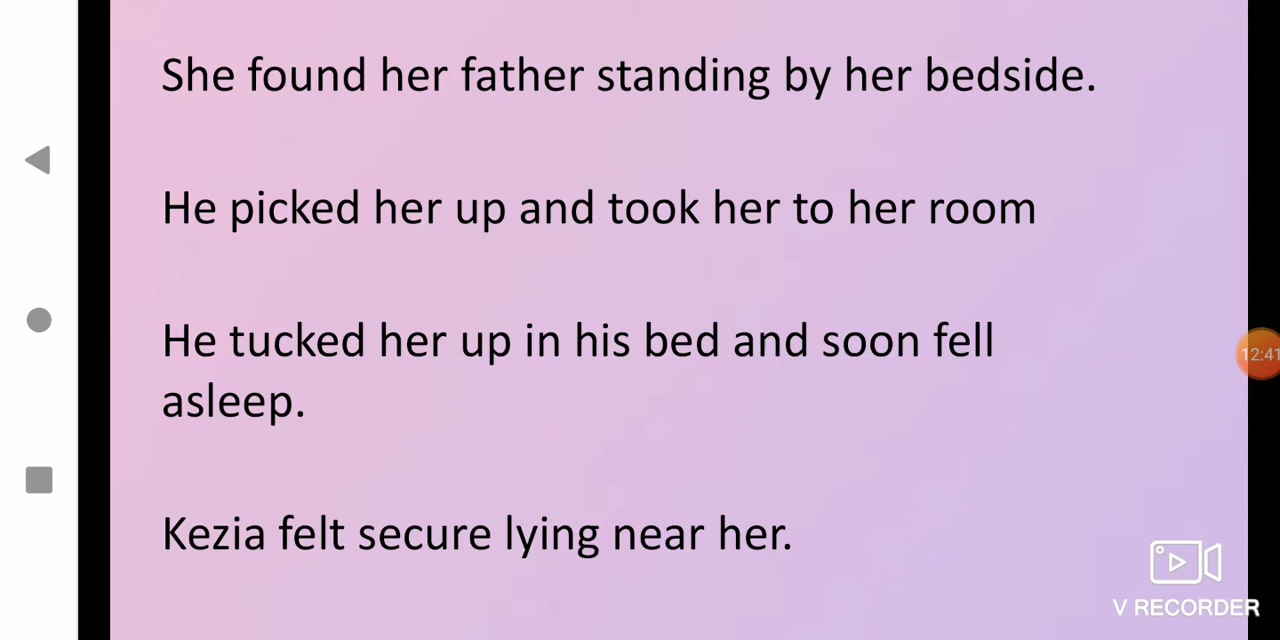 She found her father standing by her bedside.
He picked her up and took her to her room
He tucked her up in his bed and soon fell
asleep.
Kezia felt secure lying near her.
12:41
V RECORDER